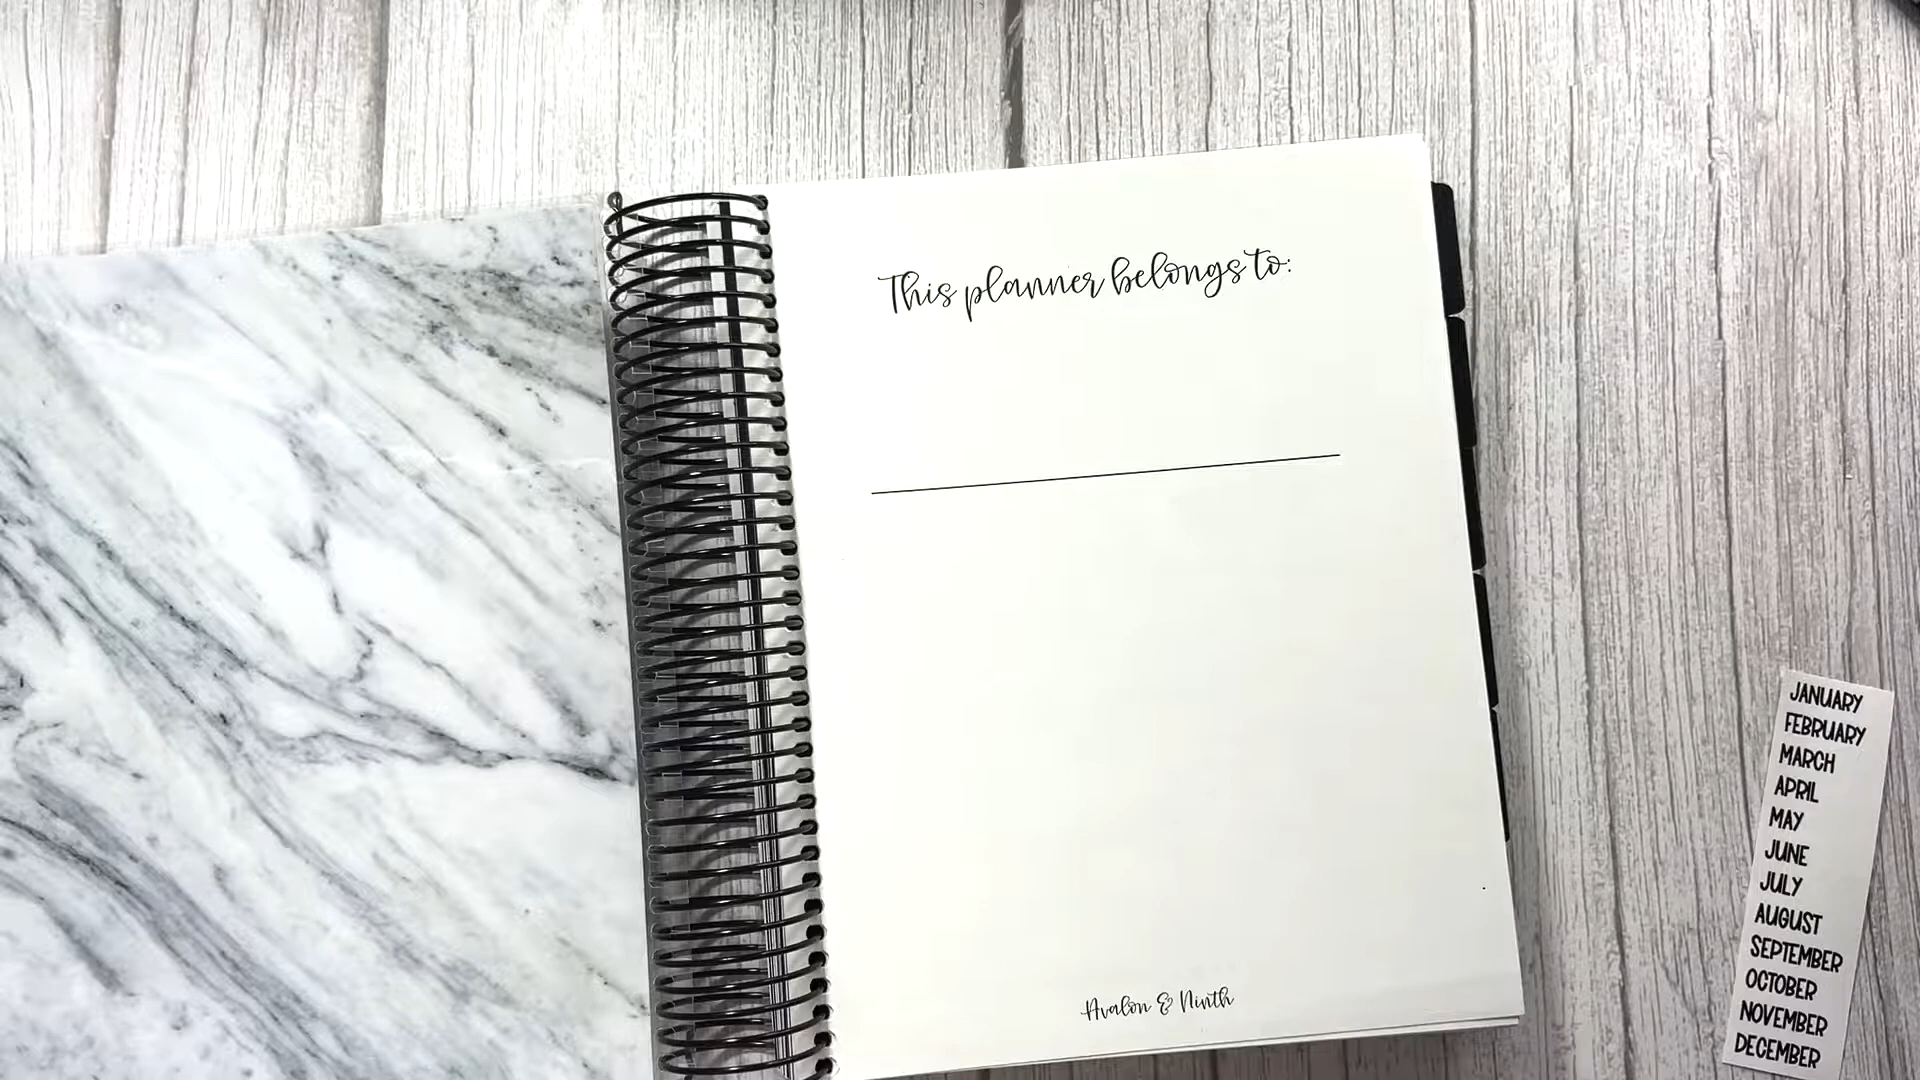 This planner belongs to:
Avalon & Ninth
JANUARY
FEBRUARY
MARCH
APRIL
MAY
JUNE
JULY
AUGUST
SEPTEMBER
OCTOBER
NOVEMBER
DECEMBER